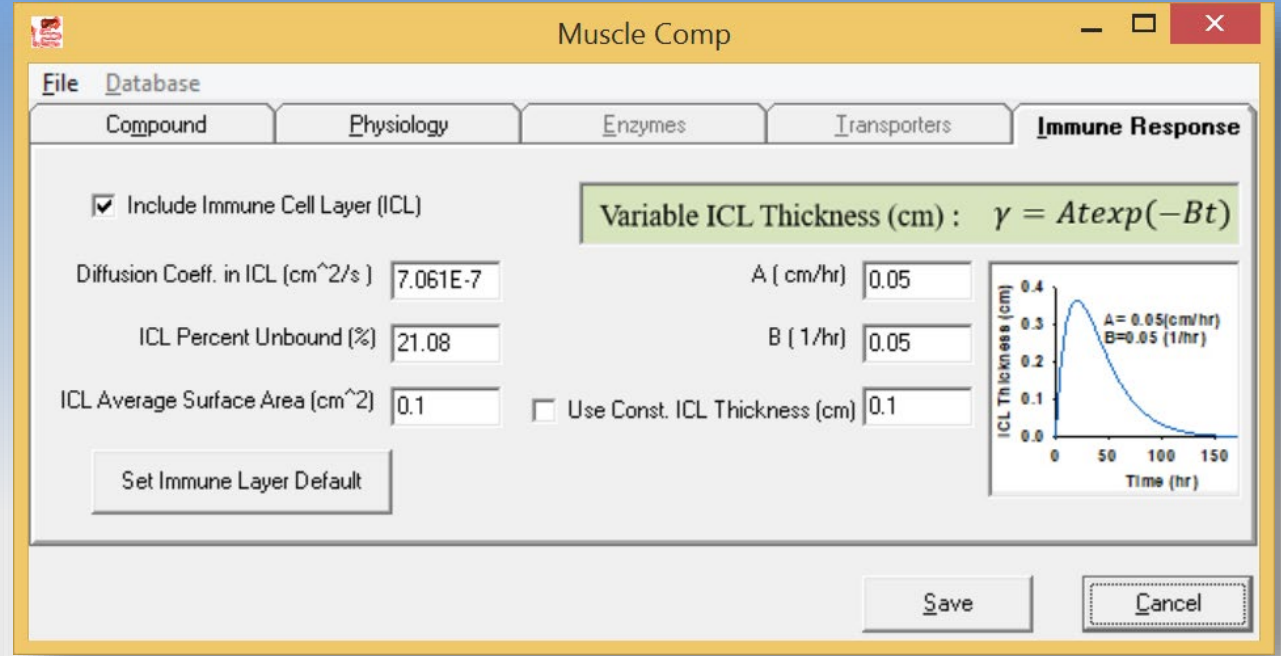 Muscle Comp
File Database
Compound Physiology Enzymes Transporters Immune Response
Include Immune Cell Layer (ICL)
Variable ICL Thickness (cm) : γ = Atexp(−Bt)
Diffusion Coeff. in ICL (cm^2/s ) 7.061E-7
A ( cm/hr) 0.05
ICL Percent Unbound (%) 21.08
B ( 1/hr) 0.05
ICL Average Surface Area (cm^2) 0.1
Use Const. ICL Thickness (cm) 0.1
Set Immune Layer Default
ICL Thickness (cm)
0.4
0.3
0.2
0.1
0.0
A= 0.05(cm/hr)
B=0.05 (1/hr)
0 50 100 150
Time (hr)
Save Cancel